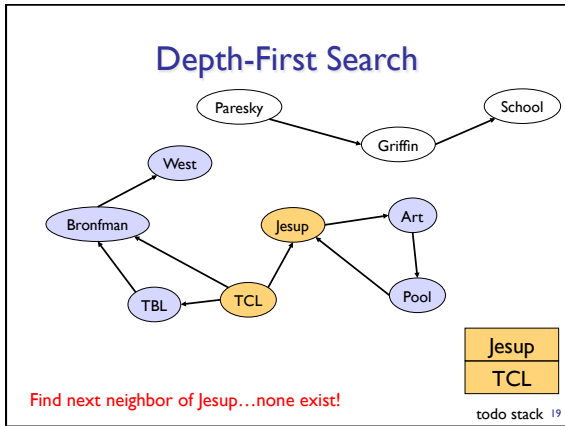 Depth-First Search
Paresky
School
Griffin
West
Bronfman
Jesup
Art
TBL
TCL
Pool
Jesup
TCL
Find next neighbor of Jesup…none exist!
todo stack 19